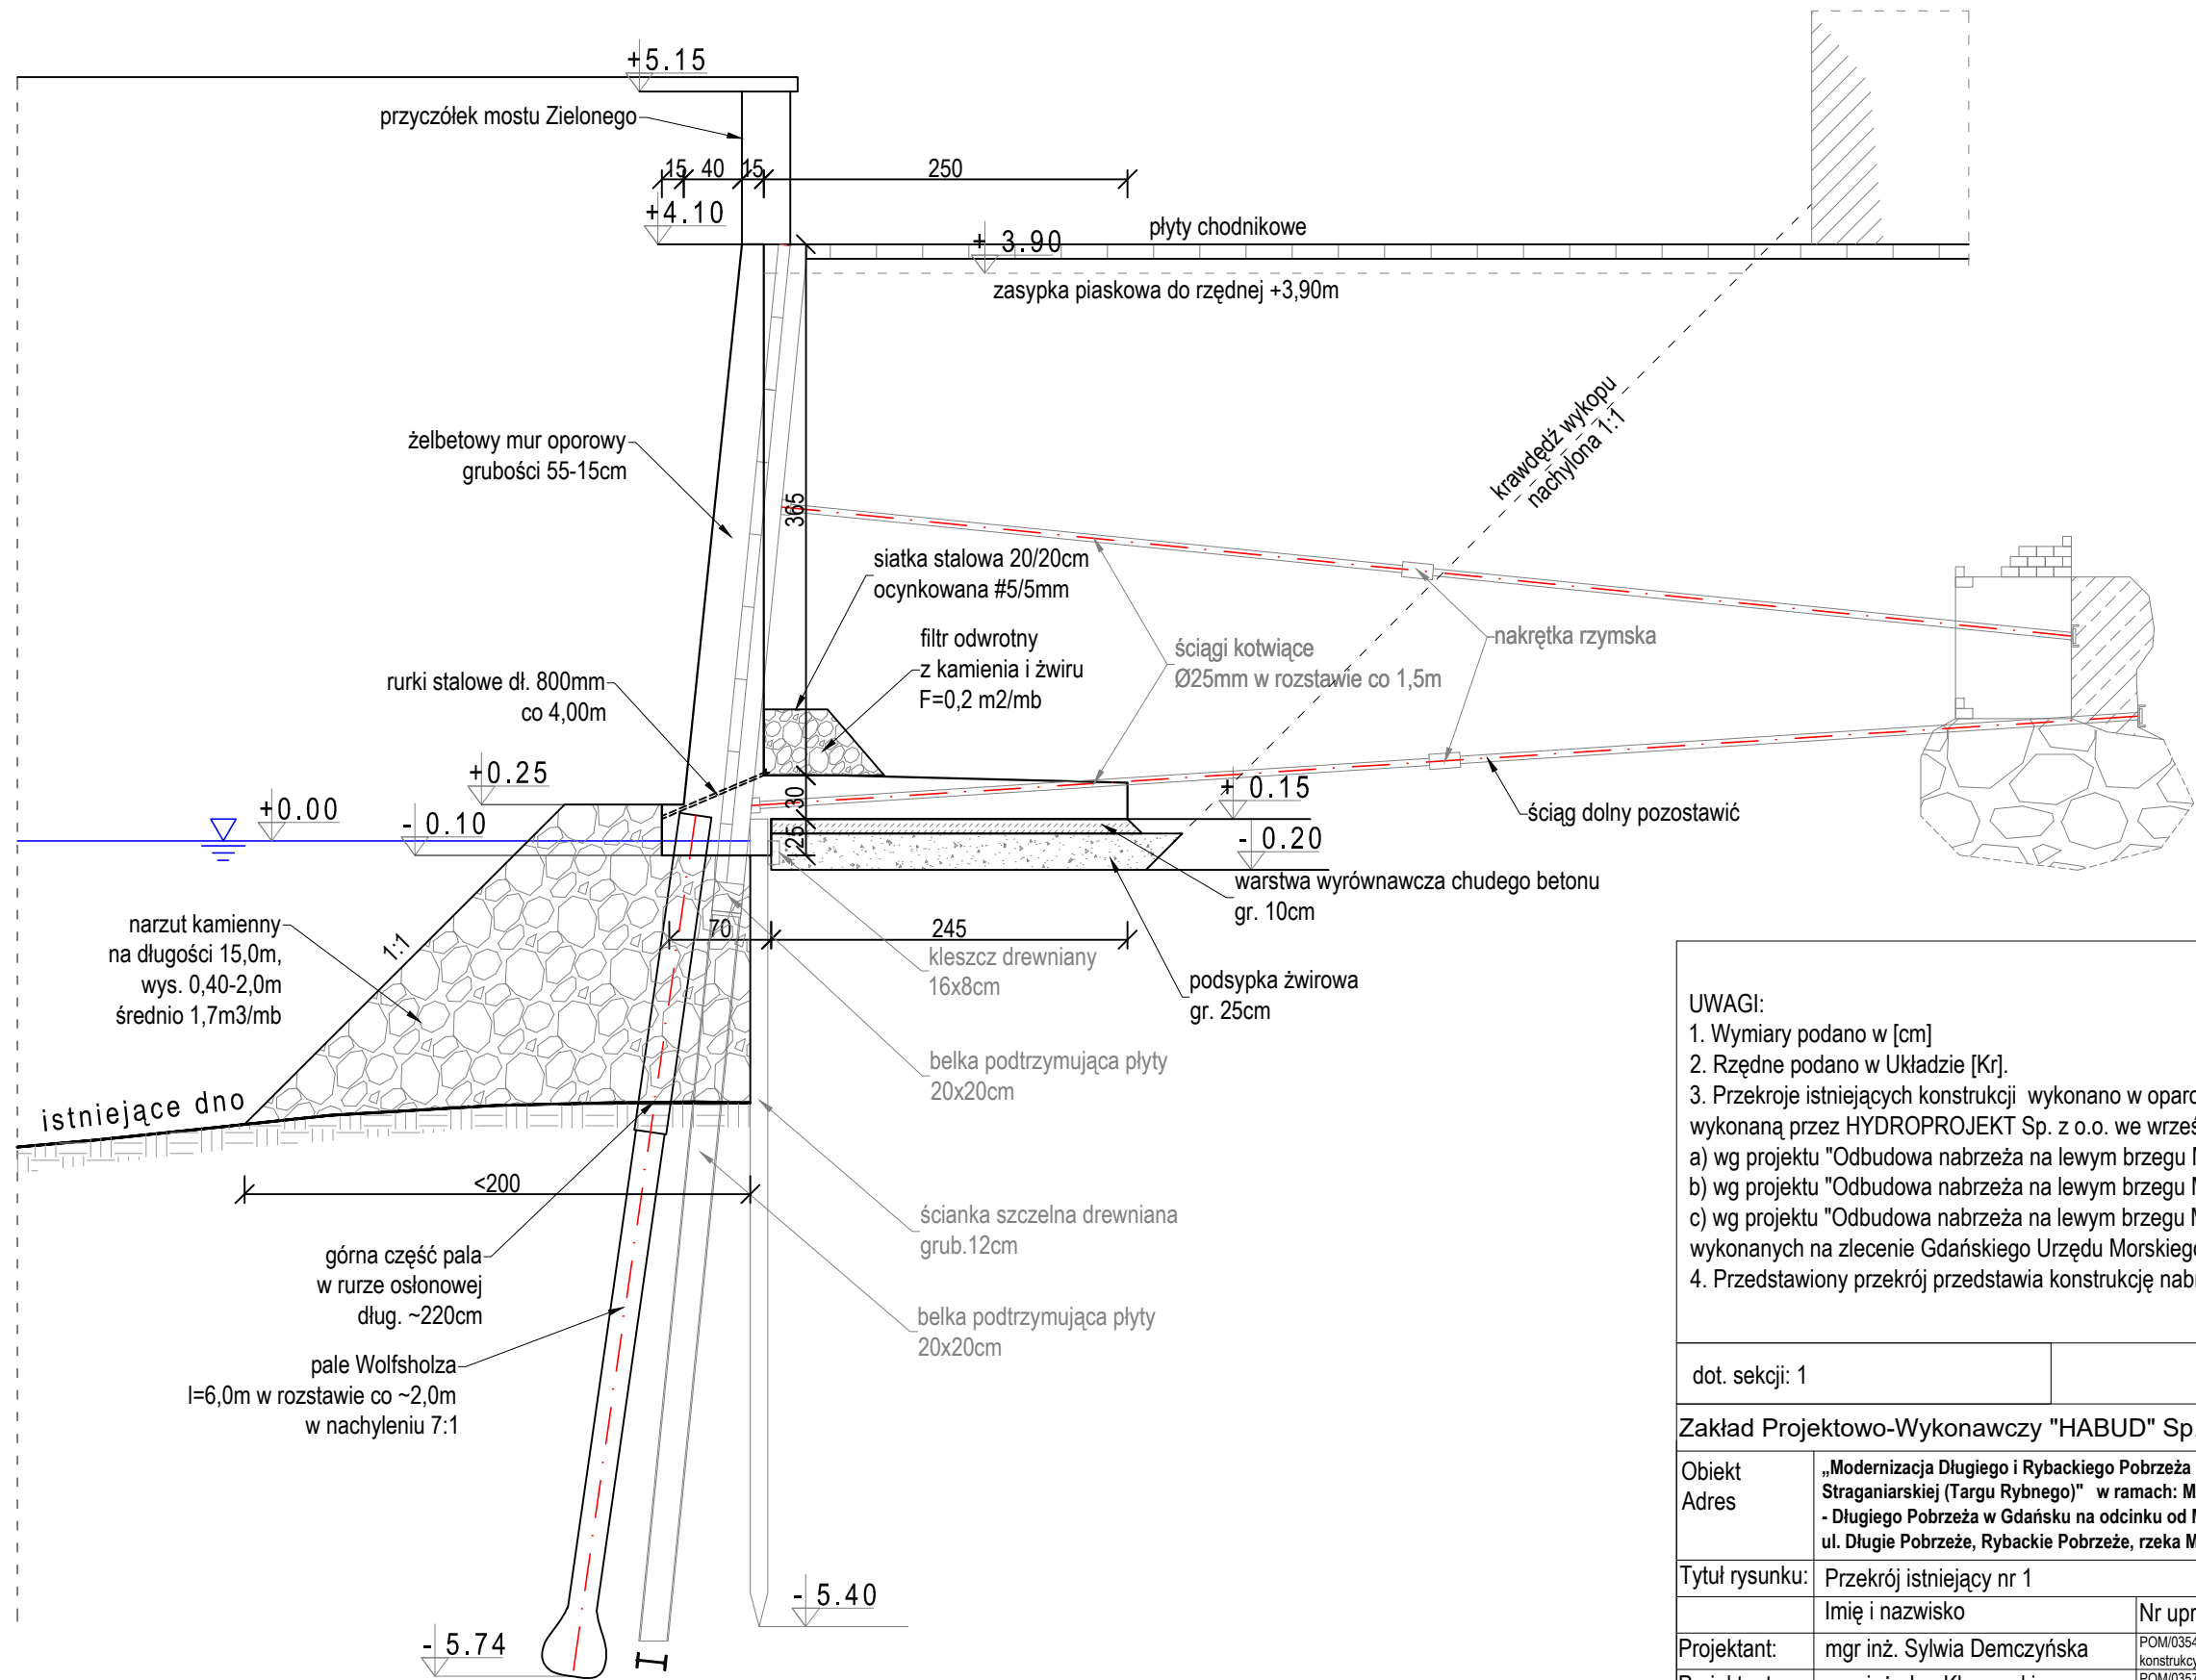 +5.15
przyczółek mostu Zielonego
15 40 15 250
+4.10
płyty chodnikowe
+ 3.90
zasypka piaskowa do rzędnej +3,90m
krawdędź wykopu
nachylona 1:1
żelbetowy mur oporowy
grubości 55-15cm
365
siatka stalowa 20/20cm
ocynkowana #5/5mm
filtr odwrotny
z kamienia i żwiru
F=0,2 m2/mb
ściągi kotwiące
Ø25mm w rozstawie co 1,5m
nakrętka rzymska
rurki stalowe dł. 800mm
co 4,00m
+0.25
+0.00
- 0.10
30
25
+ 0.15
- 0.20
ściąg dolny pozostawić
warstwa wyrównawcza chudego betonu
gr. 10cm
narzut kamienny
na długości 15,0m,
wys. 0,40-2,0m
średnio 1,7m3/mb
1:1
70
245
kleszcz drewniany
16x8cm
podsypka żwirowa
gr. 25cm
belka podtrzymująca płyty
20x20cm
istniejące dno
<200
ścianka szczelna drewniana
grub.12cm
górna część pala
w rurze osłonowej
dług. ~220cm
belka podtrzymująca płyty
20x20cm
pale Wolfsholza
l=6,0m w rozstawie co ~2,0m
w nachyleniu 7:1
- 5.40
- 5.74
UWAGI:
1. Wymiary podano w [cm]
2. Rzędne podano w Układzie [Kr].
3. Przekroje istniejących konstrukcji wykonano w oparc
wykonaną przez HYDROPROJEKT Sp. z o.o. we wrześ
a) wg projektu "Odbudowa nabrzeża na lewym brzegu M
b) wg projektu "Odbudowa nabrzeża na lewym brzegu M
c) wg projektu "Odbudowa nabrzeża na lewym brzegu M
wykonanych na zlecenie Gdańskiego Urzędu Morskiego
4. Przedstawiony przekrój przedstawia konstrukcję nabr
dot. sekcji: 1
Zakład Projektowo-Wykonawczy "HABUD" Sp.
Obiekt
Adres
„Modernizacja Długiego i Rybackiego Pobrzeża
Straganiarskiej (Targu Rybnego)" w ramach: M
- Długiego Pobrzeża w Gdańsku na odcinku od M
ul. Długie Pobrzeże, Rybackie Pobrzeże, rzeka M
Tytuł rysunku: Przekrój istniejący nr 1
Imię i nazwisko Nr upr
Projektant: mgr inż. Sylwia Demczyńska POM/0354
konstrukcy